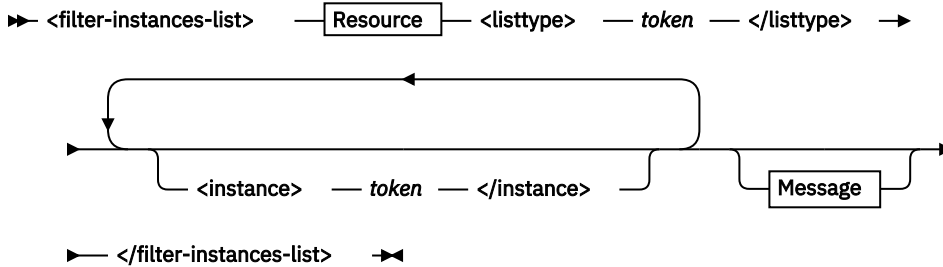 <filter-instances-list> Resource <listtype> token </listtype>
<instance> token </instance>
Message
</filter-instances-list>